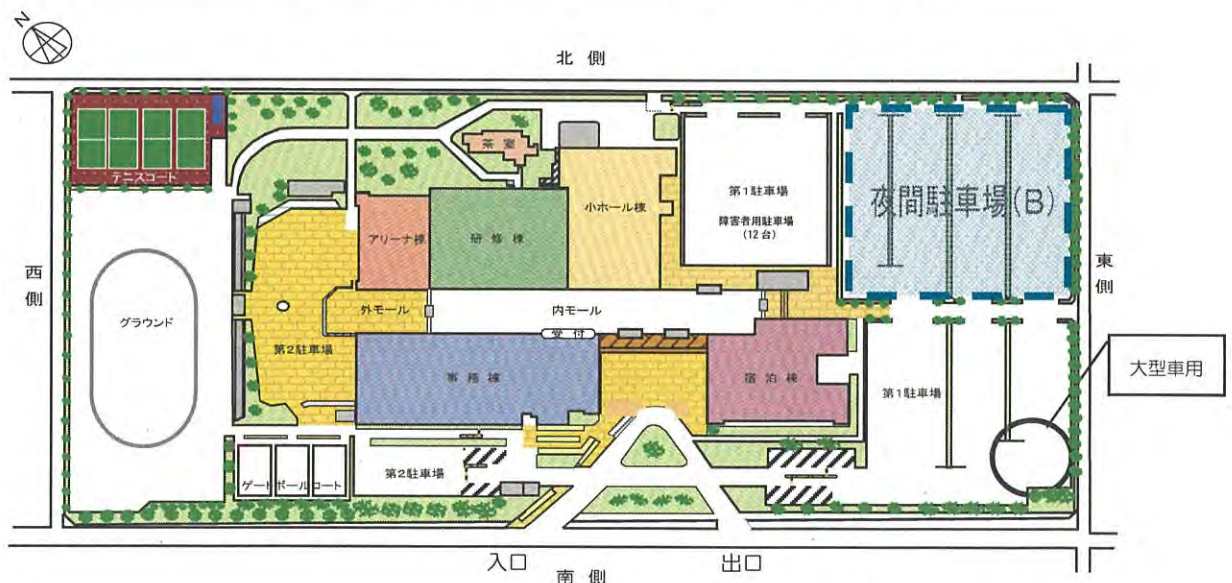 N
北側
テニスコート
茶室
小ホール棟
第1駐車場
障害者用駐車場
(12台)
夜間駐車場(B)
アリーナ棟
研修棟
西側
東側
グラウンド
外モール
内モール
受付
第2駐車場
事務棟
宿泊棟
第1駐車場
大型車用
ゲートボールコート
第2駐車場
入口
出口
南側